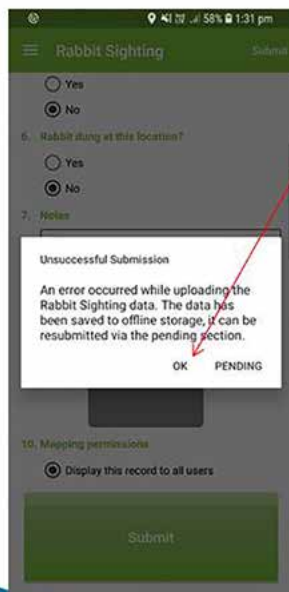 58% 1:31 pm
Rabbit Sighting Submit
Yes
No
6. Rabbit dung at this location?
Yes
No
7. Notes
Unsuccessful Submission
An error occurred while uploading the
Rabbit Sighting data. The data has
been saved to offline storage, it can be
resubmitted via the pending section.
OK PENDING
10. Mapping permissions
Display this record to all users
Submit